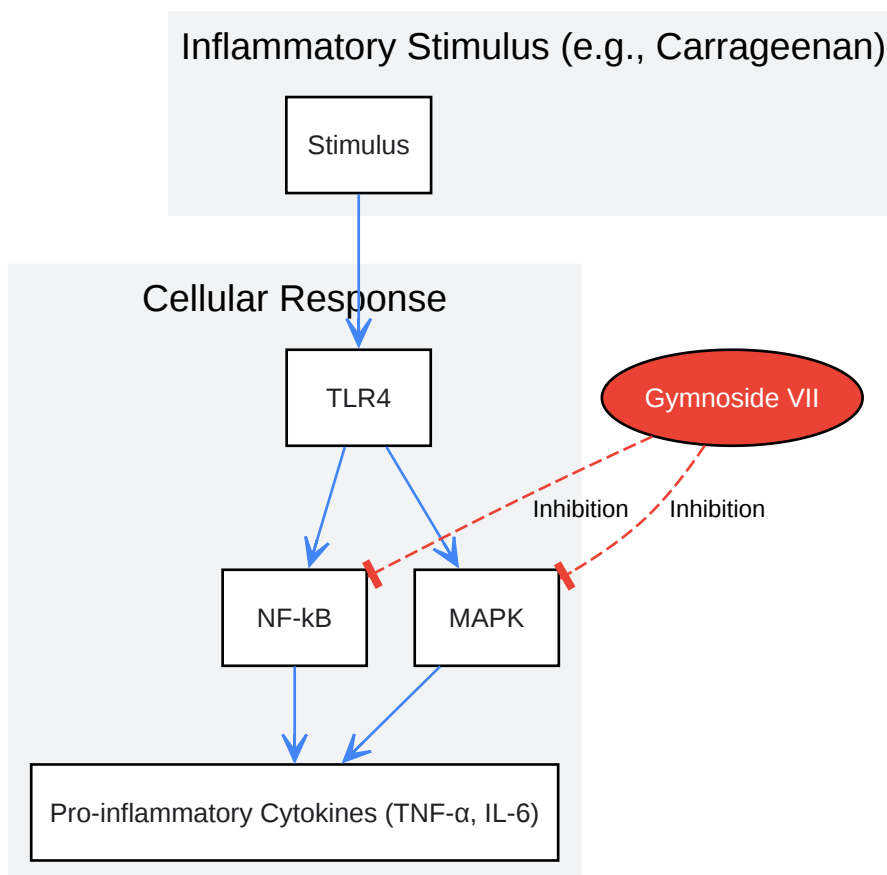 Inflammatory Stimulus (e.g., Carrageenan)
Stimulus
Cellular Response
TLR4
Gymnoside VII
Inhibition
Inhibition
NF-kB
MAPK
Pro-inflammatory Cytokines (TNF-α, IL-6)